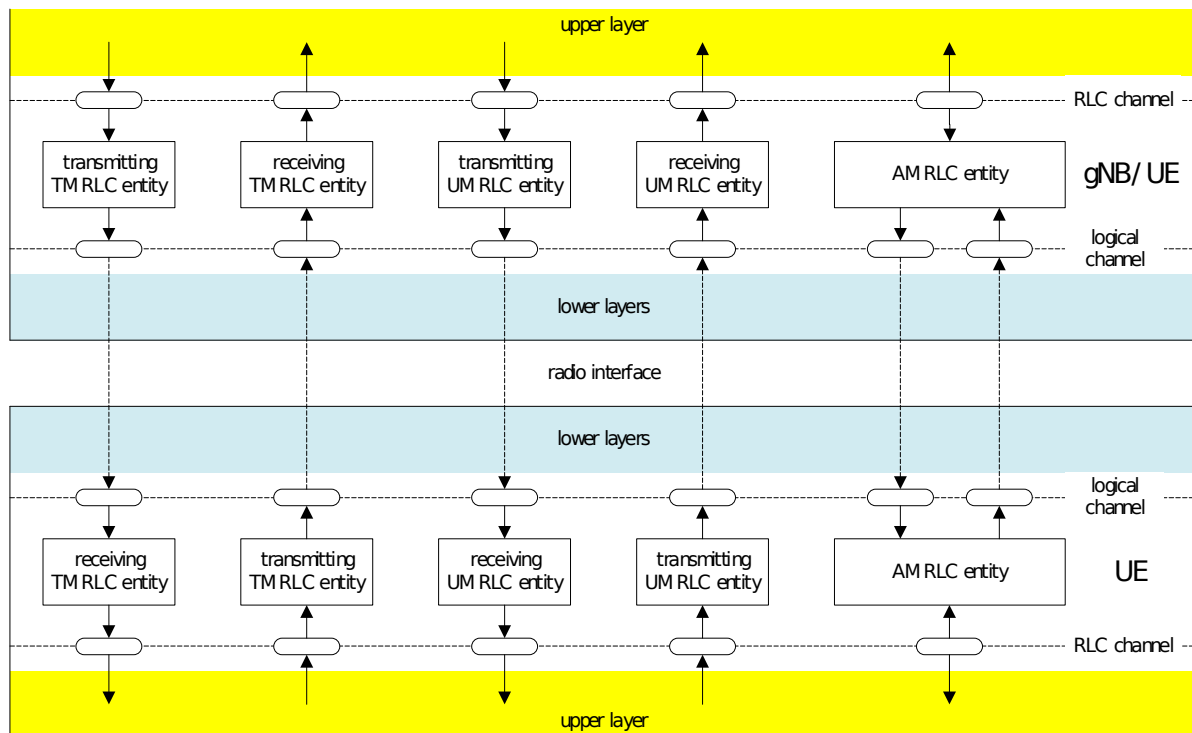 upper layer
RLC channel
transmitting
TM RLC entity
receiving
TM RLC entity
transmitting
UM RLC entity
receiving
UM RLC entity
AM RLC entity
gNB/ UE
logical
channel
lower layers
radio interface
lower layers
logical
channel
receiving
TM RLC entity
transmitting
TM RLC entity
receiving
UM RLC entity
transmitting
UM RLC entity
AM RLC entity
UE
RLC channel
upper layer